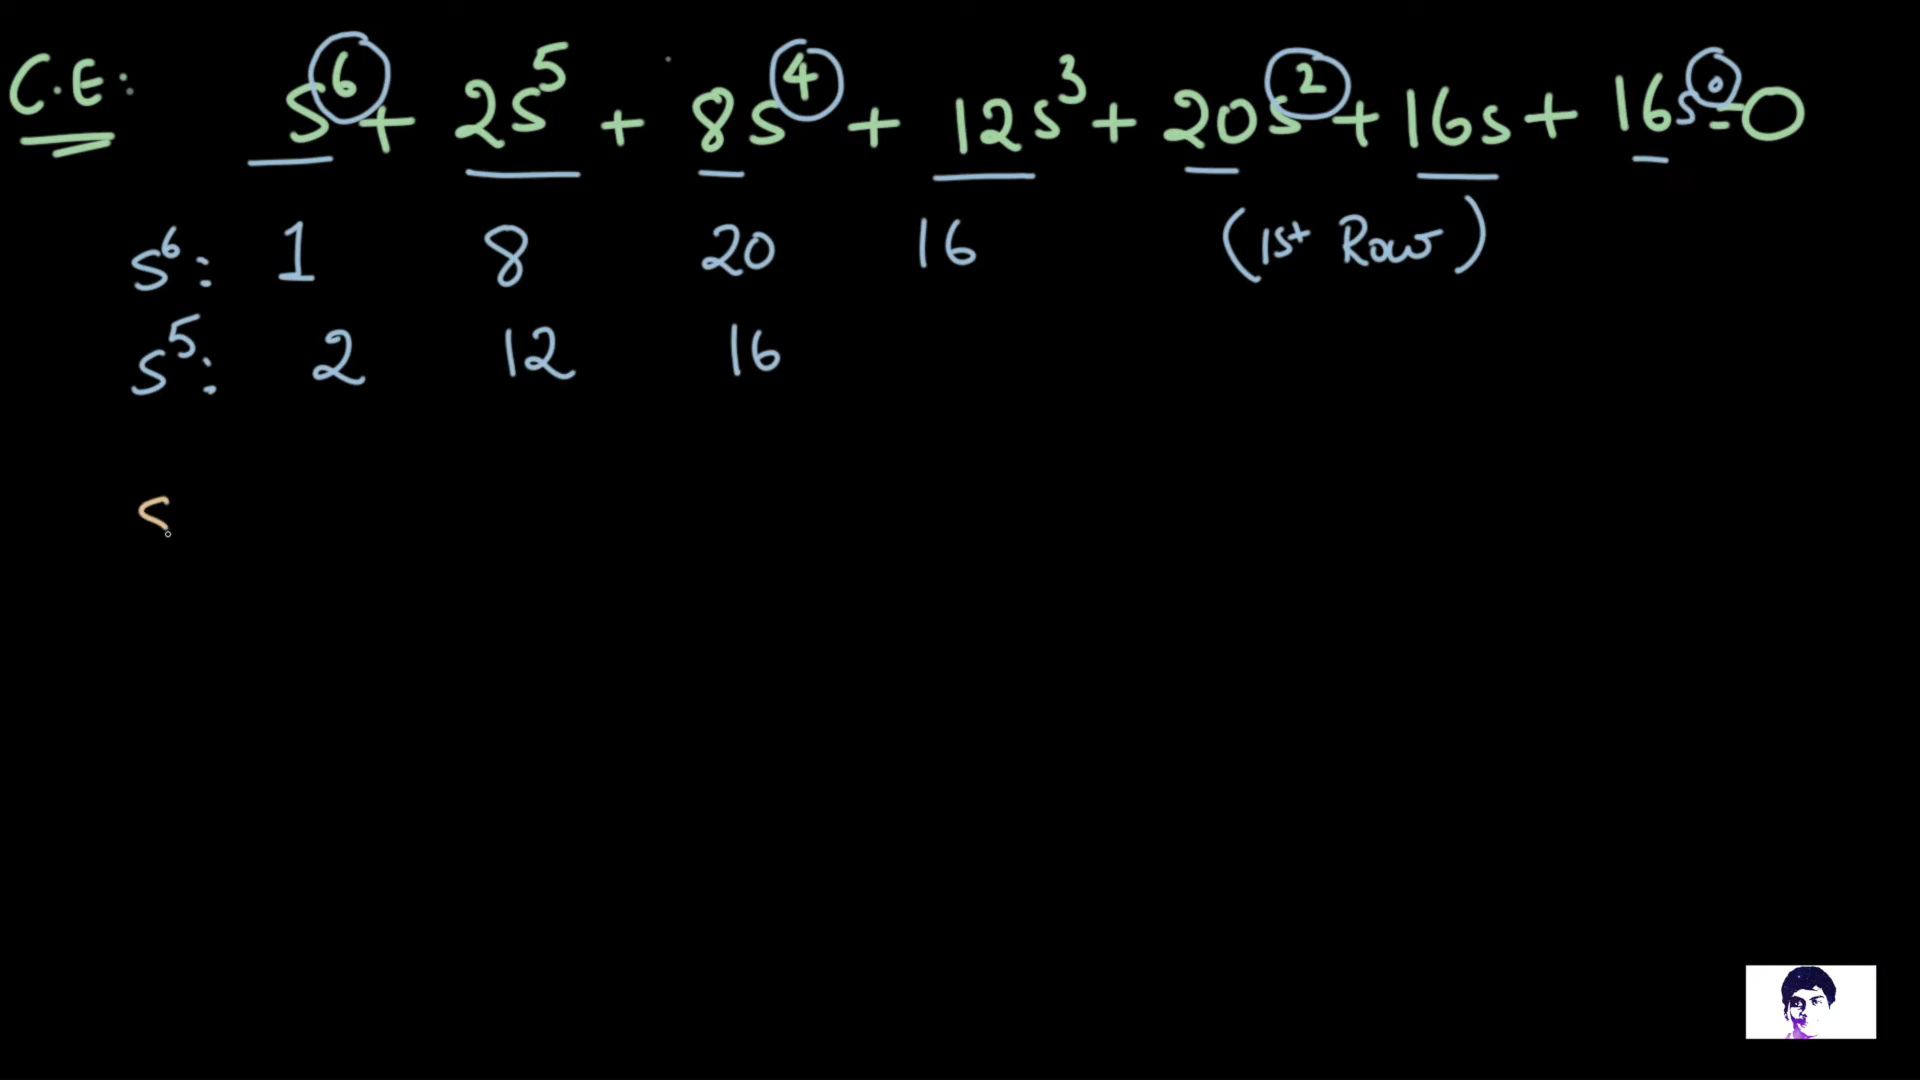 C.E: s⁶ + 2s⁵ + 8s⁴ + 12s³ + 20s² + 16s + 16s⁰ = 0
s⁶: 1 8 20 16 (1st Row)
s⁵: 2 12 16
s